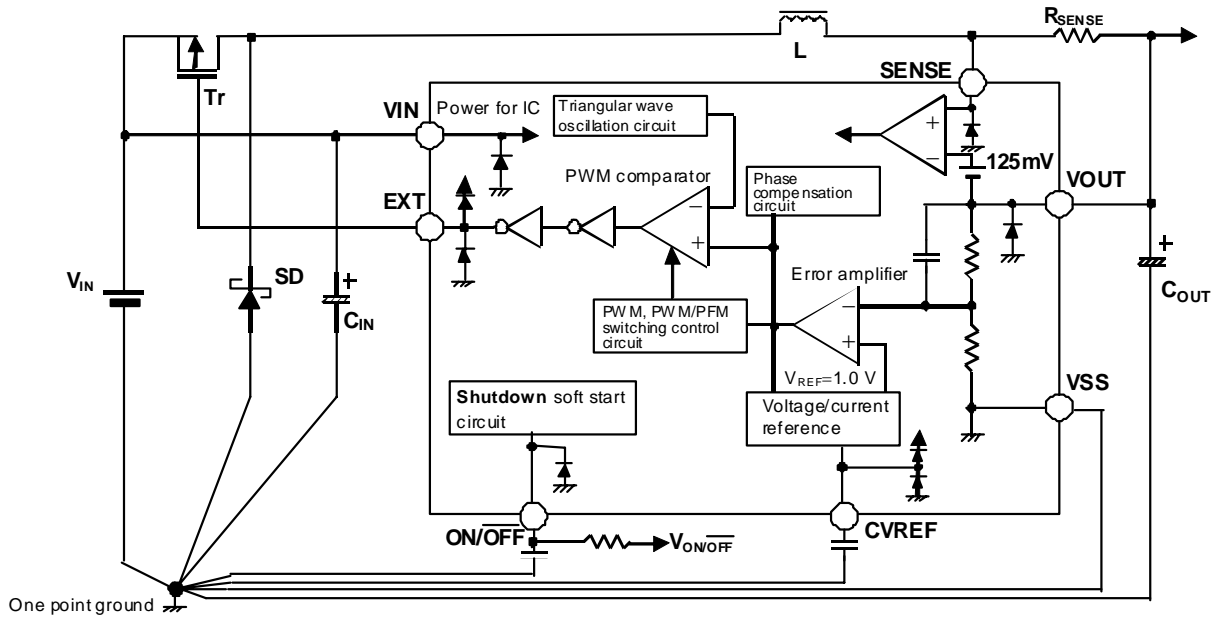 RSENSE
L
SENSE
Tr
VIN
Power for IC
Triangular wave
oscillation circuit
+
−
125mV
VOUT
PWM comparator
Phase
compensation
circuit
EXT
−
+
+
VIN
SD
+
CIN
Error amplifier
COUT
PWM, PWM/PFM
switching control
circuit
−
+
VREF=1.0 V
VSS
Shutdown soft start
circuit
Voltage/current
reference
ON/OFF
VON/OFF
CVREF
One point ground